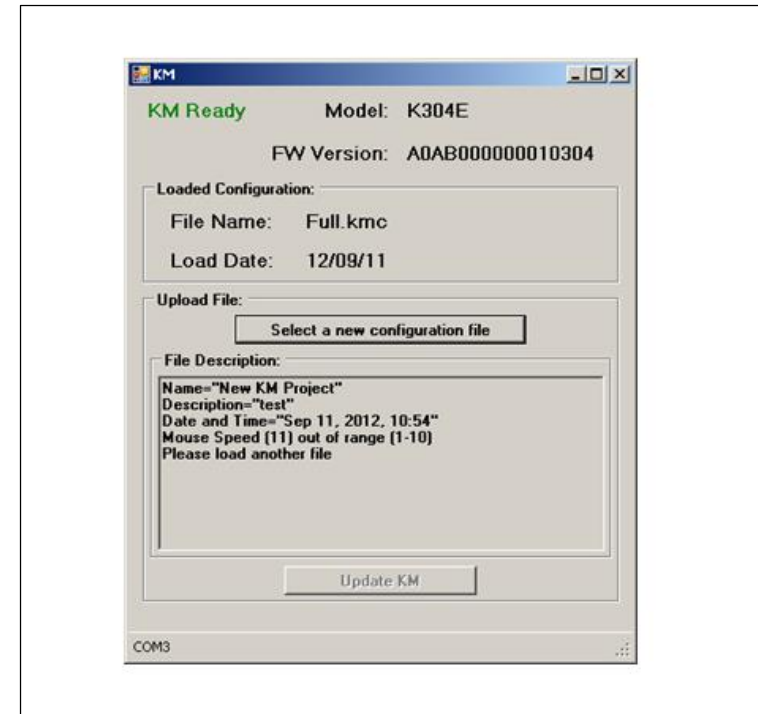 KM
KM Ready Model: K304E
FW Version: A0AB000000010304
Loaded Configuration:
File Name: Full.kmc
Load Date: 12/09/11
Upload File:
Select a new configuration file
File Description:
Name="New KM Project"
Description="test"
Date and Time="Sep 11, 2012, 10:54"
Mouse Speed (11) out of range (1-10)
Please load another file
Update KM
COM3